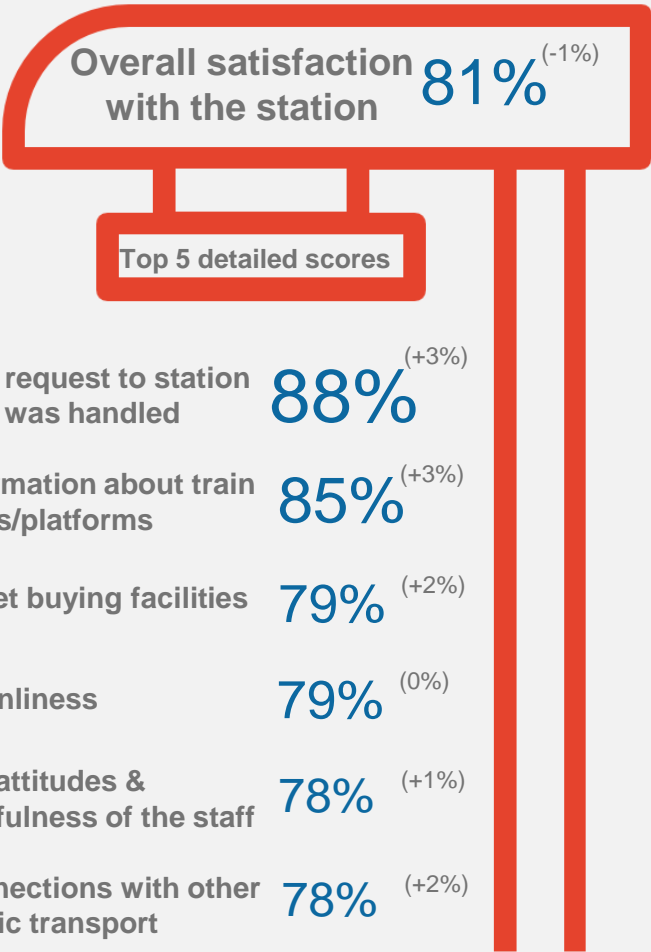 Overall satisfaction 81% (-1%)
with the station
Top 5 detailed scores
request to station 88% (+3%)
was handled
mation about train 85% (+3%)
s/platforms
et buying facilities 79% (+2%)
nliness 79% (0%)
attitudes & 78% (+1%)
fulness of the staff
nections with other 78% (+2%)
ic transport